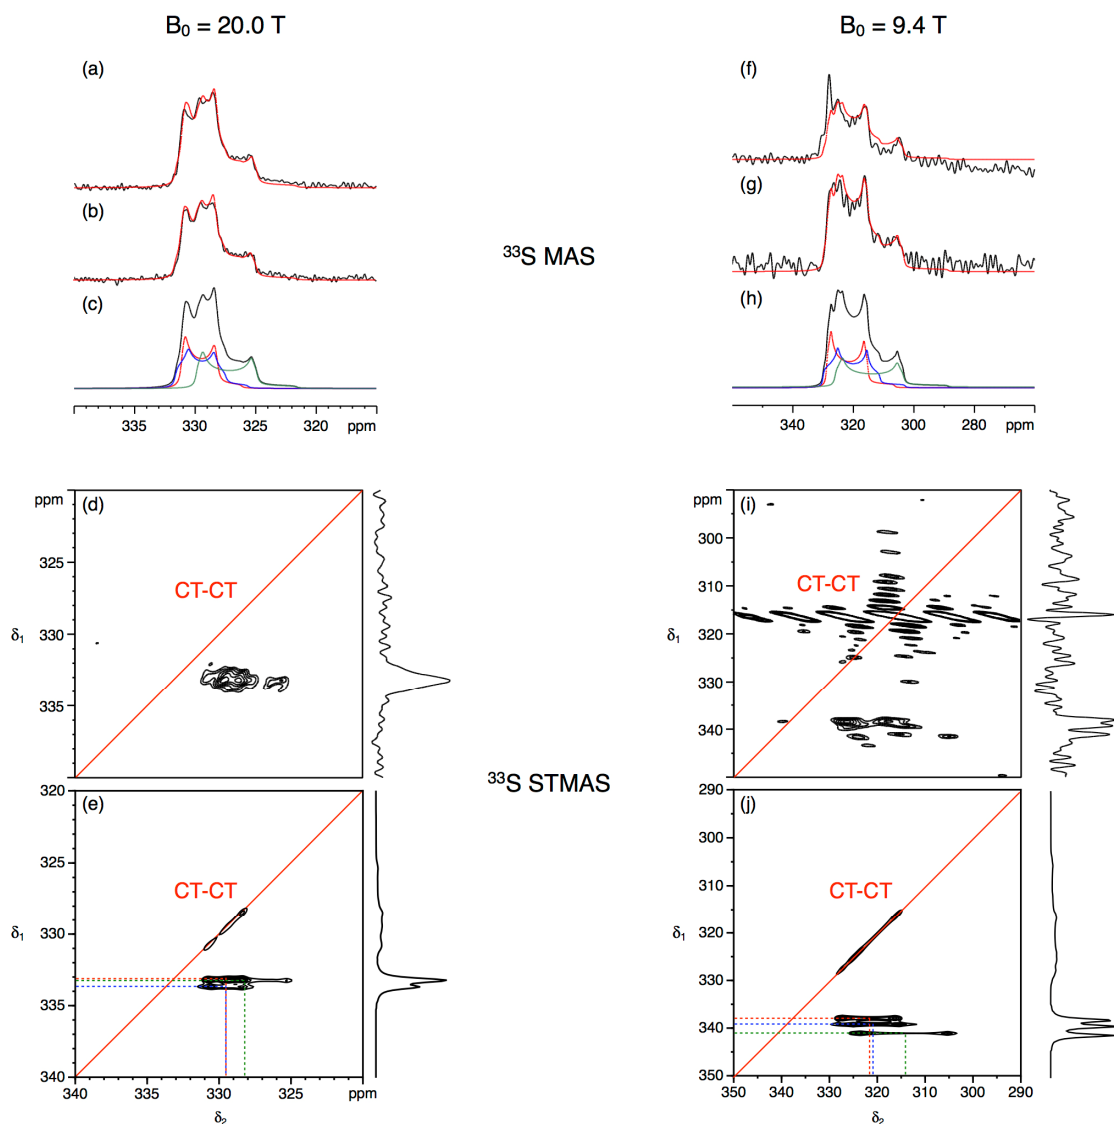 B₀ = 20.0 T
B₀ = 9.4 T
(a)
(f)
(b)
(g)
³³S MAS
(c)
(h)
335 330 325 320 ppm
340 320 300 280 ppm
ppm
(d)
325
CT-CT
δ₁
330
335
ppm
(i)
300
310
CT-CT
δ₁
320
330
340
³³S STMAS
320
(e)
325
CT-CT
δ₁
330
335
340
340 335 330 325 ppm
δ₂
290
(j)
300
310
CT-CT
δ₁
320
330
340
350
350 340 330 320 310 300 290
δ₂